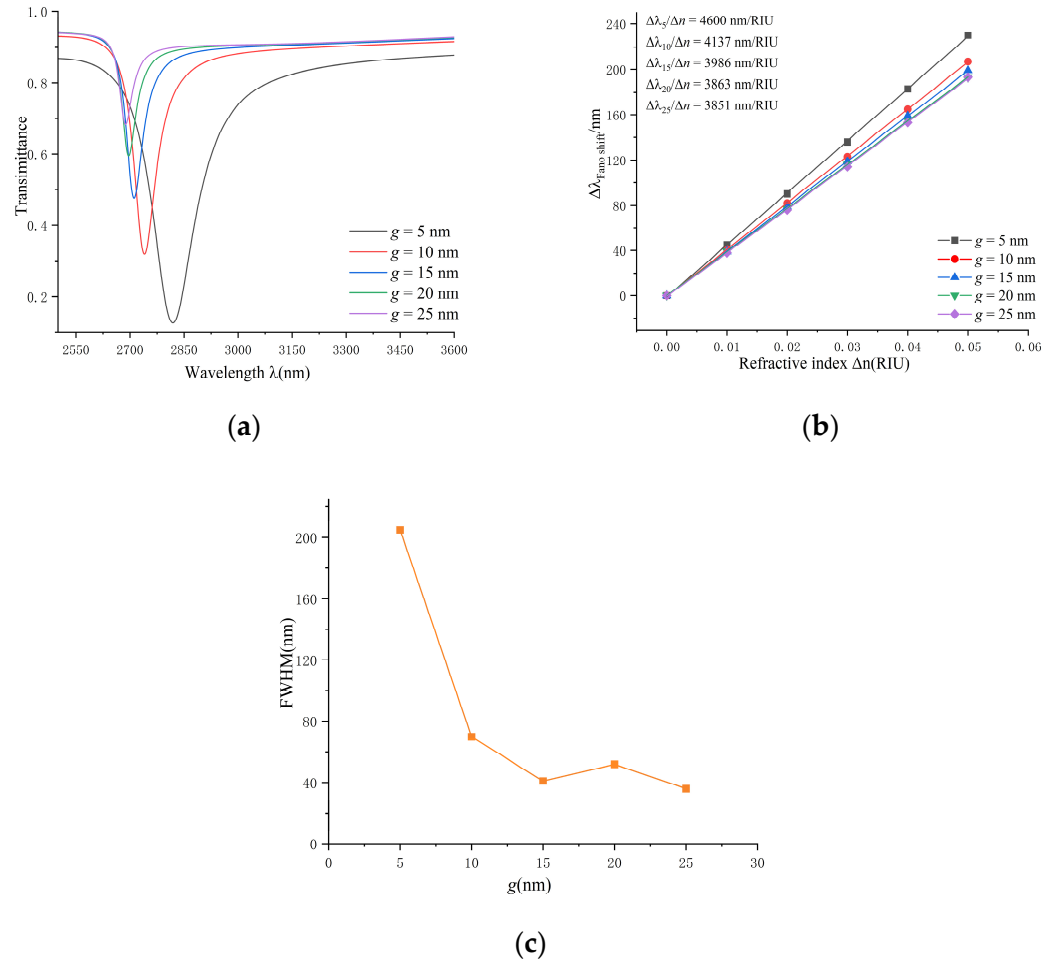 1.0
0.8
0.6
0.4
0.2
Transimittance
g = 5 nm
g = 10 nm
g = 15 nm
g = 20 nm
g = 25 nm
2550 2700 2850 3000 3150 3300 3450 3600
Wavelength λ(nm)
(a)
Δλ5/Δn = 4600 nm/RIU
Δλ10/Δn = 4137 nm/RIU
Δλ15/Δn = 3986 nm/RIU
Δλ20/Δn = 3863 nm/RIU
Δλ25/Δn − 3851 nm/RIU
240
200
160
120
80
40
0
ΔλFano shift/nm
g = 5 nm
g = 10 nm
g = 15 nm
g = 20 nm
g = 25 nm
0.00 0.01 0.02 0.03 0.04 0.05 0.06
Refractive index Δn(RIU)
(b)
200
160
120
80
40
0
FWHM(nm)
0 5 10 15 20 25 30
g(nm)
(c)